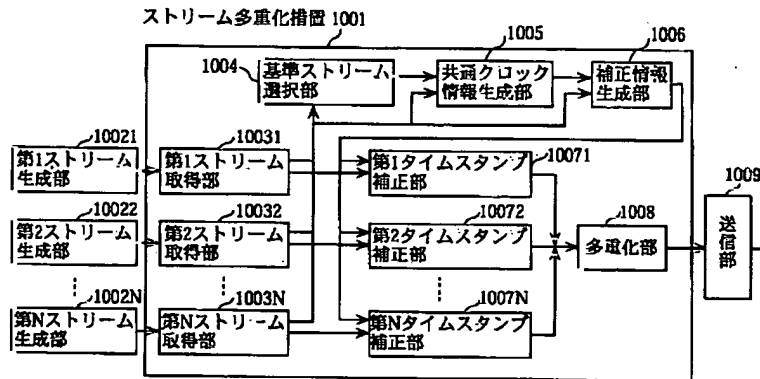 ストリーム多重化措置 1001
1004
基準ストリーム
選択部
1005
共通クロック
情報生成部
1006
補正情報
生成部
10021
第1ストリーム
生成部
10031
第1ストリーム
取得部
10071
第1タイムスタンプ
補正部
10022
第2ストリーム
生成部
10032
第2ストリーム
取得部
10072
第2タイムスタンプ
補正部
1008
多重化部
1009
送信部
1002N
第Nストリーム
生成部
1003N
第Nストリーム
取得部
1007N
第Nタイムスタンプ
補正部